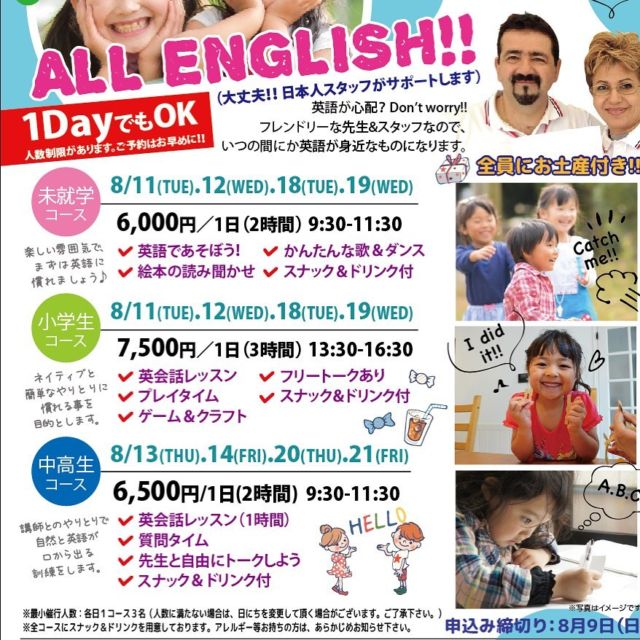 ALL ENGLISH!!
(大丈夫!! 日本人スタッフがサポートします)
1Dayでも OK
人数制限があります。ご予約はお早めに!!
英語が心配? Don't worry!!
フレンドリーな先生&スタッフなので、
いつの間にか英語が身近なものになります。
全員にお土産付き!!
未就学
コース
8/11(TUE).12(WED).18(TUE).19(WED)
6,000円/1日(2時間) 9:30-11:30
英語であそぼう!
かんたんな歌&ダンス
絵本の読み聞かせ
スナック&ドリンク付
楽しい雰囲気で、
まずは英語に
慣れましょう♪
Catch
me!!
小学生
コース
8/11(TUE).12(WED).18(TUE).19(WED)
7,500円/1日(3時間) 13:30-16:30
英会話レッスン
フリートークあり
プレイタイム
スナック&ドリンク付
ゲーム&クラフト
ネイティブと
簡単なやりとりに
慣れる事を
目的とします。
I did
it!!
中高生
コース
8/13(THU).14(FRI).20(THU).21(FRI)
6,500円/1日(2時間) 9:30-11:30
英会話レッスン(1時間)
質問タイム
先生と自由にトークしよう
スナック&ドリンク付
講師とのやりとりで
自然と英語が
口から出る
訓練をします。
HELLO
A.B.C
※写真はイメージです
※最小催行人数:各日1コース3名(人数に満たない場合は、日にちを変更して頂く場合がございます。ご了承下さい。)
※全コースにスナック&ドリンクを用意しております。アレルギー等お持ちの方は、あらかじめお知らせ下さい。
申込み締切り:8月9日(日